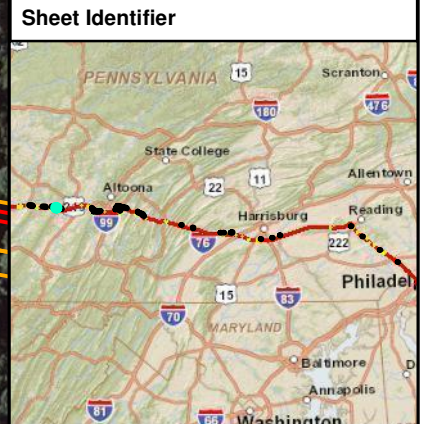 Sheet Identifier
PENNSYLVANIA
15
Scranton
180
476
State College
Allentown
22
11
Altoona
99
Harrisburg
Reading
76
222
Philadel
15
83
70
MARYLAND
Baltimore
Annapolis
81
66
Washington